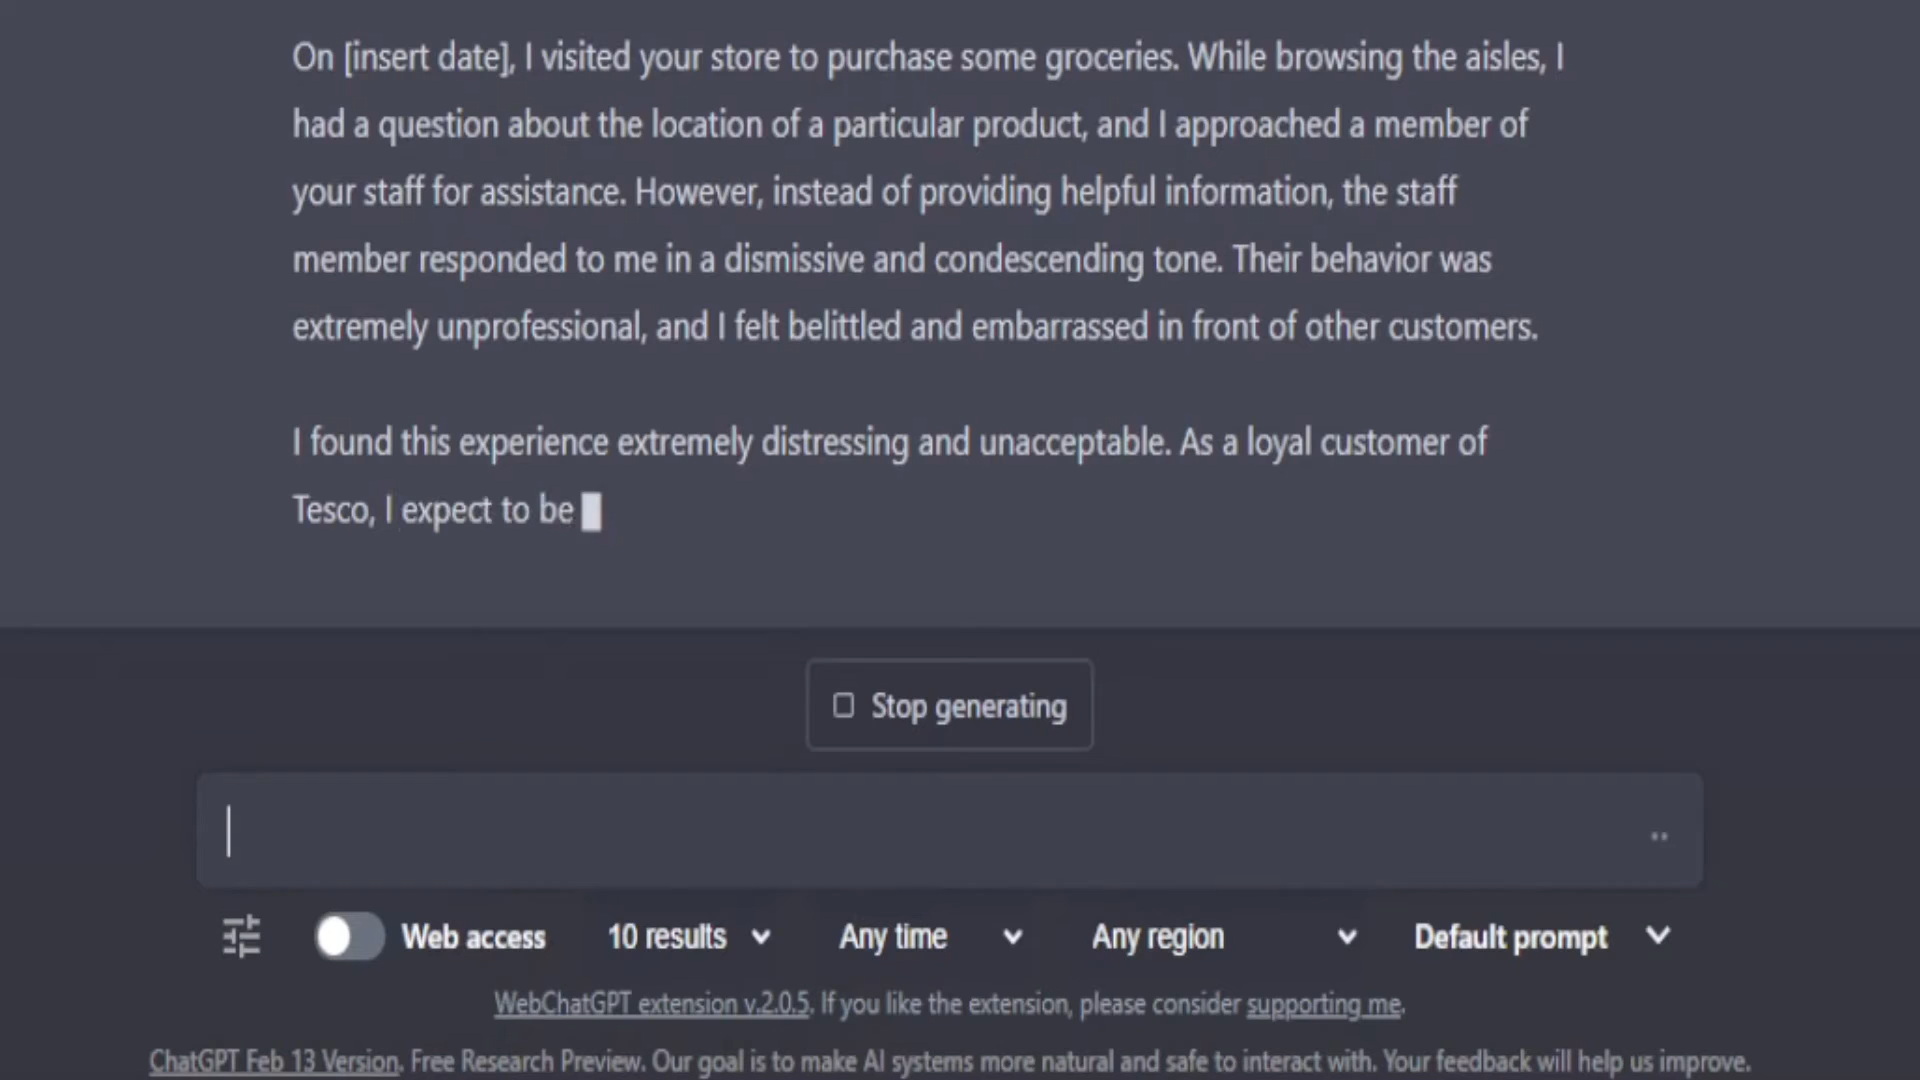 On [insert date], I visited your store to purchase some groceries. While browsing the aisles, I
had a question about the location of a particular product, and I approached a member of
your staff for assistance. However, instead of providing helpful information, the staff
member responded to me in a dismissive and condescending tone. Their behavior was
extremely unprofessional, and I felt belittled and embarrassed in front of other customers.
I found this experience extremely distressing and unacceptable. As a loyal customer of
Tesco, I expect to be
Stop generating
Web access 10 results Any time Any region Default prompt
WebChatGPT extension v.2.0.5. If you like the extension, please consider supporting me.
ChatGPT Feb 13 Version. Free Research Preview. Our goal is to make AI systems more natural and safe to interact with. Your feedback will help us improve.